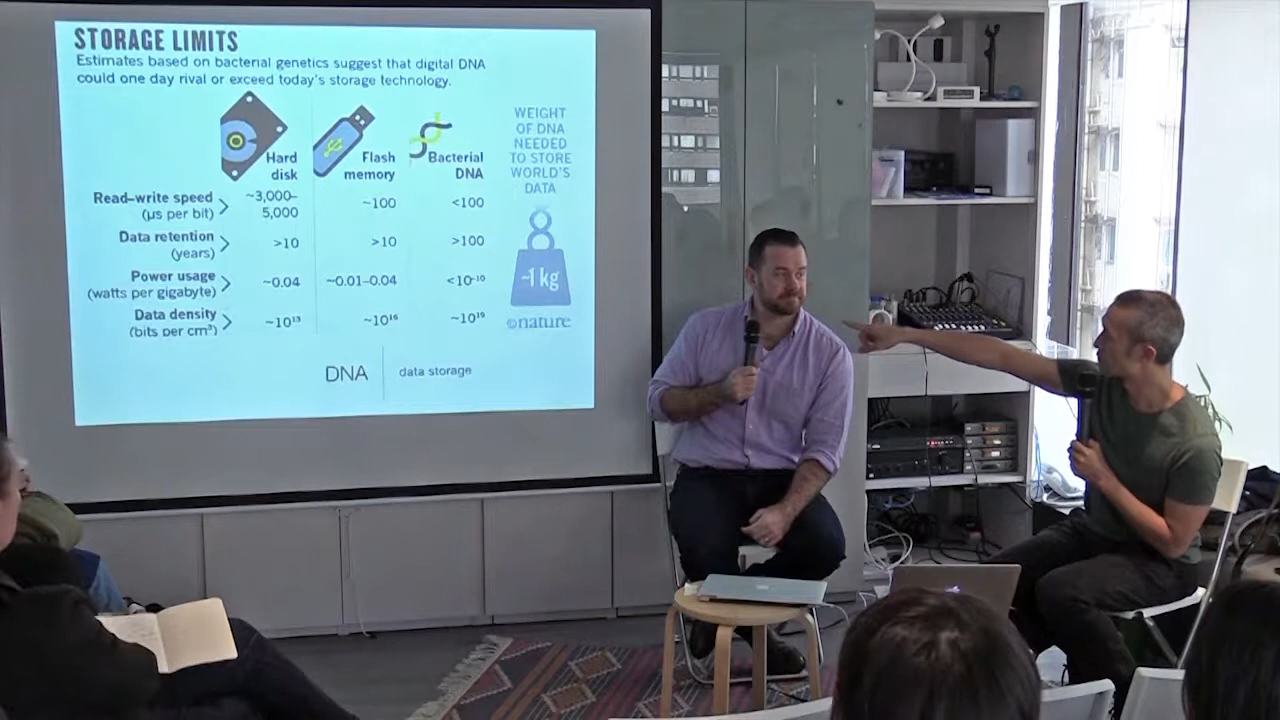 STORAGE LIMITS
Estimates based on bacterial genetics suggest that digital DNA
could one day rival or exceed today's storage technology.
Hard
disk
Flash
memory
Bacterial
DNA
Read–write speed
(µs per bit)
~3,000–
5,000
~100
<100
Data retention
(years)
>10
>10
>100
Power usage
(watts per gigabyte)
~0.04
~0.01–0.04
<10⁻¹⁰
Data density
(bits per cm³)
~10¹³
~10¹⁶
~10¹⁹
WEIGHT
OF DNA
NEEDED
TO STORE
WORLD'S
DATA
~1 kg
©nature
DNA
data storage